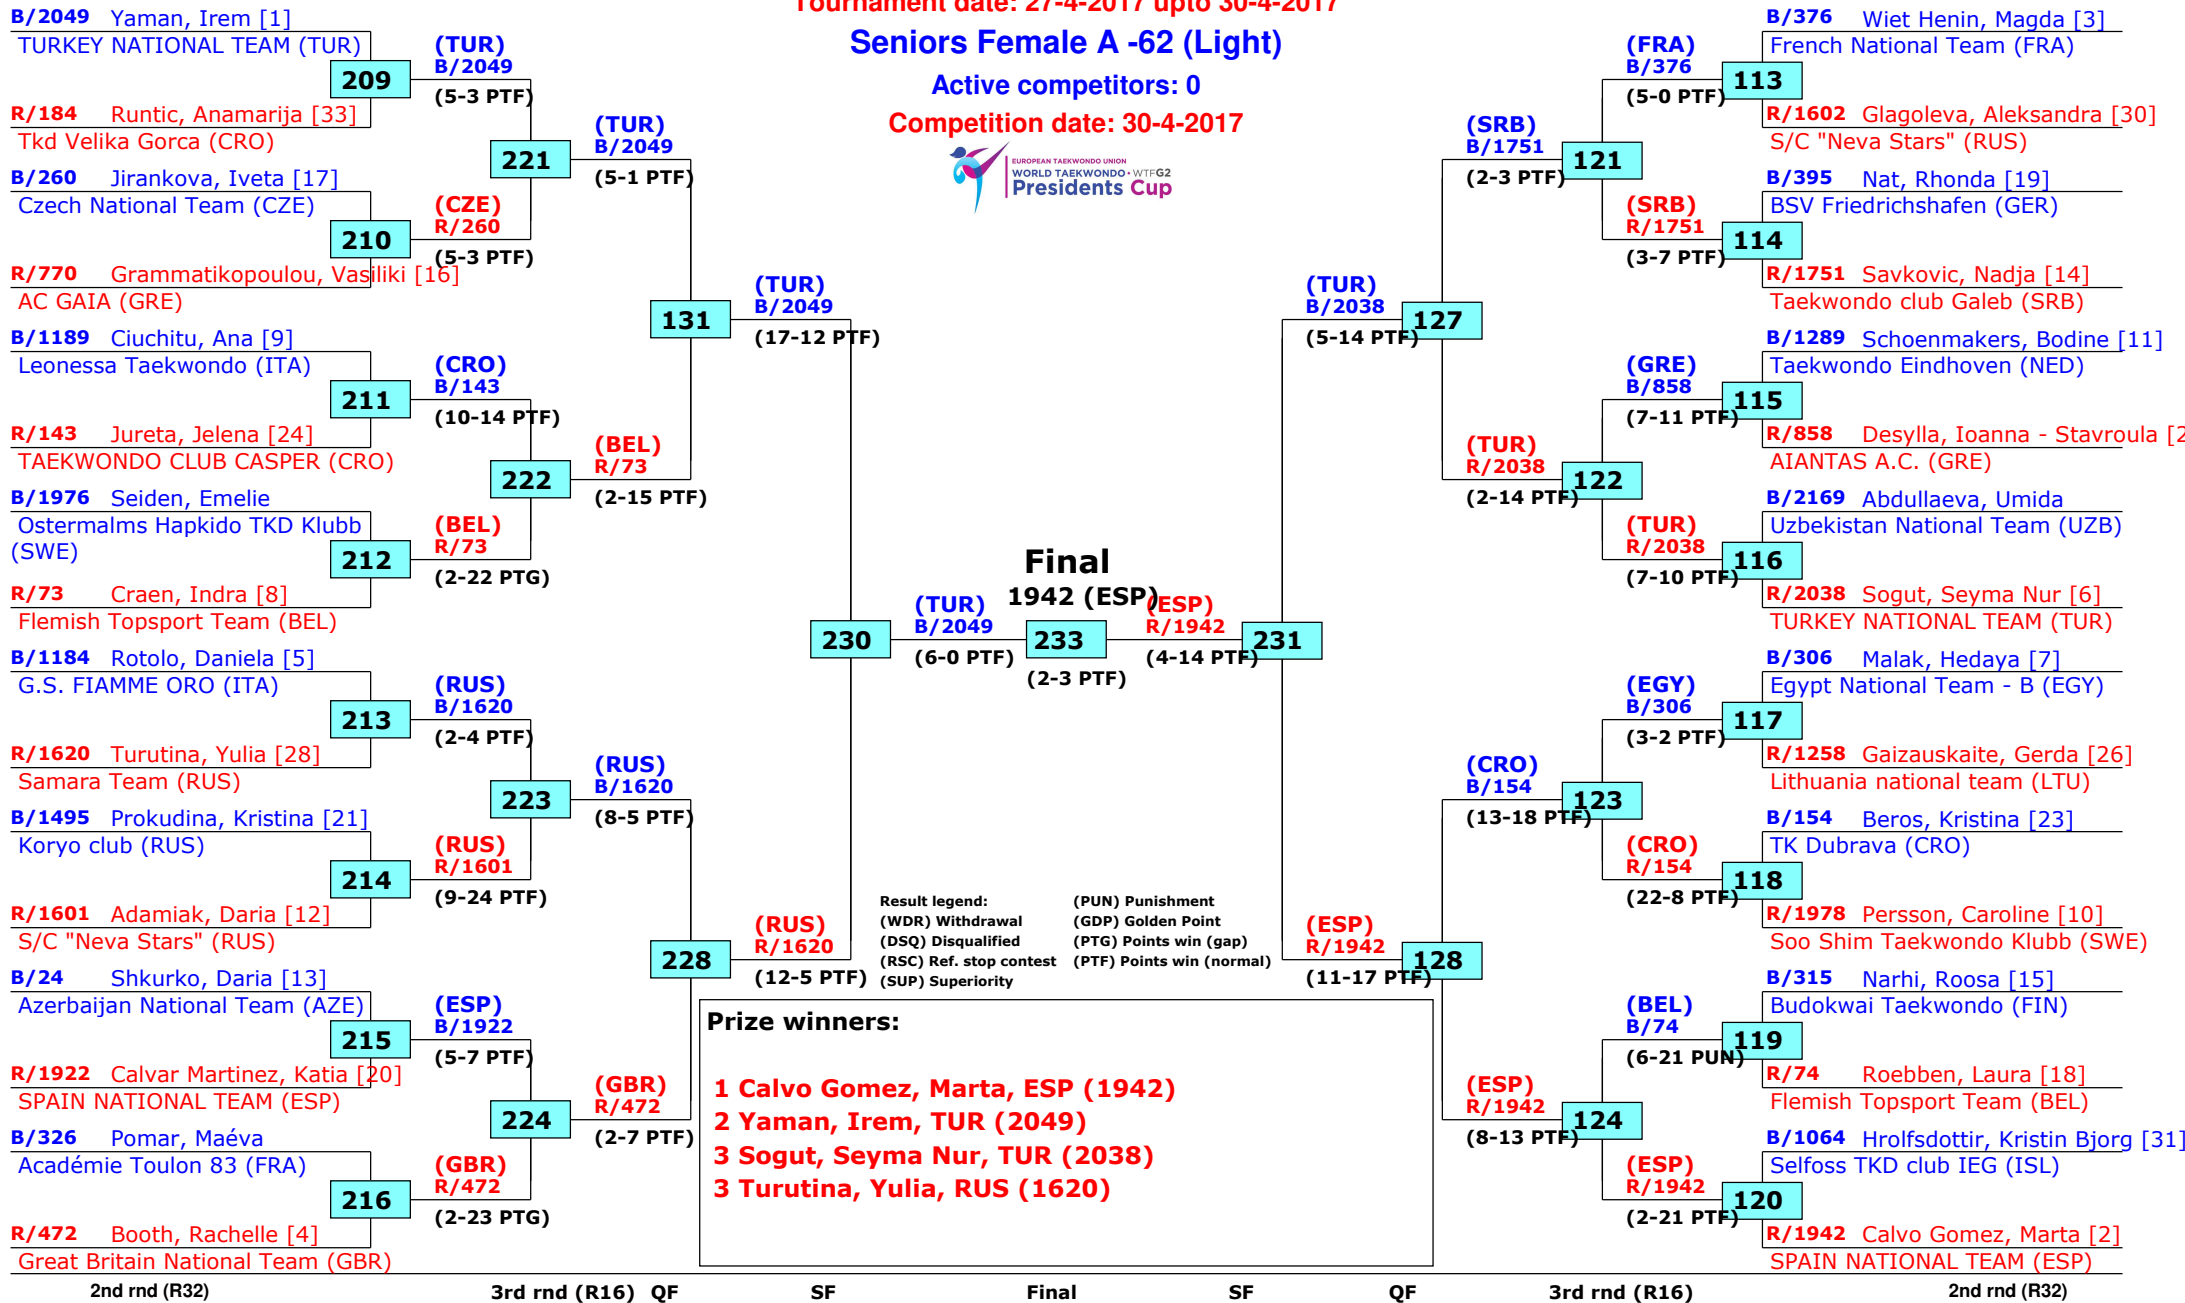 Tournament date: 27-4-2017 upto 30-4-2017
Seniors Female A -62 (Light)
Active competitors: 0
Competition date: 30-4-2017
EUROPEAN TAEKWONDO UNION
WORLD TAEKWONDO • WTFG2
Presidents Cup
B/2049 Yaman, Irem [1]
TURKEY NATIONAL TEAM (TUR)
209
R/184 Runtic, Anamarija [33]
Tkd Velika Gorca (CRO)
B/260 Jirankova, Iveta [17]
Czech National Team (CZE)
210
R/770 Grammatikopoulou, Vasiliki [16]
AC GAIA (GRE)
B/1189 Ciuchitu, Ana [9]
Leonessa Taekwondo (ITA)
211
R/143 Jureta, Jelena [24]
TAEKWONDO CLUB CASPER (CRO)
B/1976 Seiden, Emelie
Ostermalms Hapkido TKD Klubb
(SWE)
212
R/73 Craen, Indra [8]
Flemish Topsport Team (BEL)
B/1184 Rotolo, Daniela [5]
G.S. FIAMME ORO (ITA)
213
R/1620 Turutina, Yulia [28]
Samara Team (RUS)
B/1495 Prokudina, Kristina [21]
Koryo club (RUS)
214
R/1601 Adamiak, Daria [12]
S/C "Neva Stars" (RUS)
B/24 Shkurko, Daria [13]
Azerbaijan National Team (AZE)
215
R/1922 Calvar Martinez, Katia [20]
SPAIN NATIONAL TEAM (ESP)
B/326 Pomar, Maéva
Académie Toulon 83 (FRA)
216
R/472 Booth, Rachelle [4]
Great Britain National Team (GBR)
(TUR)
B/2049
(5-3 PTF)
221
(CZE)
R/260
(5-3 PTF)
(CRO)
B/143
(10-14 PTF)
222
(BEL)
R/73
(2-22 PTG)
(RUS)
B/1620
(2-4 PTF)
223
(RUS)
R/1601
(9-24 PTF)
(ESP)
B/1922
(5-7 PTF)
224
(GBR)
R/472
(2-23 PTG)
(TUR)
B/2049
(5-1 PTF)
131
(BEL)
R/73
(2-15 PTF)
(RUS)
B/1620
(8-5 PTF)
228
(GBR)
R/472
(2-7 PTF)
(TUR)
B/2049
(17-12 PTF)
230
(RUS)
R/1620
(12-5 PTF)
(TUR)
B/2049
(6-0 PTF)
Final
1942 (ESP)
233
(2-3 PTF)
(ESP)
R/1942
(4-14 PTF)
231
(TUR)
B/2038
(5-14 PTF)
127
(ESP)
R/1942
(11-17 PTF)
128
(SRB)
B/1751
(2-3 PTF)
121
(TUR)
R/2038
(2-14 PTF)
122
(CRO)
B/154
(13-18 PTF)
123
(ESP)
R/1942
(8-13 PTF)
124
(FRA)
B/376
(5-0 PTF)
113
(SRB)
R/1751
(3-7 PTF)
114
(GRE)
B/858
(7-11 PTF)
115
(TUR)
R/2038
(7-10 PTF)
116
(EGY)
B/306
(3-2 PTF)
117
(CRO)
R/154
(22-8 PTF)
118
(BEL)
B/74
(6-21 PUN)
119
(ESP)
R/1942
(2-21 PTF)
120
B/376 Wiet Henin, Magda [3]
French National Team (FRA)
R/1602 Glagoleva, Aleksandra [30]
S/C "Neva Stars" (RUS)
B/395 Nat, Rhonda [19]
BSV Friedrichshafen (GER)
R/1751 Savkovic, Nadja [14]
Taekwondo club Galeb (SRB)
B/1289 Schoenmakers, Bodine [11]
Taekwondo Eindhoven (NED)
R/858 Desylla, Ioanna - Stavroula [2
AIANTAS A.C. (GRE)
B/2169 Abdullaeva, Umida
Uzbekistan National Team (UZB)
R/2038 Sogut, Seyma Nur [6]
TURKEY NATIONAL TEAM (TUR)
B/306 Malak, Hedaya [7]
Egypt National Team - B (EGY)
R/1258 Gaizauskaite, Gerda [26]
Lithuania national team (LTU)
B/154 Beros, Kristina [23]
TK Dubrava (CRO)
R/1978 Persson, Caroline [10]
Soo Shim Taekwondo Klubb (SWE)
B/315 Narhi, Roosa [15]
Budokwai Taekwondo (FIN)
R/74 Roebben, Laura [18]
Flemish Topsport Team (BEL)
B/1064 Hrolfsdottir, Kristin Bjorg [31]
Selfoss TKD club IEG (ISL)
R/1942 Calvo Gomez, Marta [2]
SPAIN NATIONAL TEAM (ESP)
Result legend:
(WDR) Withdrawal
(DSQ) Disqualified
(RSC) Ref. stop contest
(SUP) Superiority
(PUN) Punishment
(GDP) Golden Point
(PTG) Points win (gap)
(PTF) Points win (normal)
Prize winners:
1 Calvo Gomez, Marta, ESP (1942)
2 Yaman, Irem, TUR (2049)
3 Sogut, Seyma Nur, TUR (2038)
3 Turutina, Yulia, RUS (1620)
2nd rnd (R32) 3rd rnd (R16) QF SF Final SF QF 3rd rnd (R16) 2nd rnd (R32)